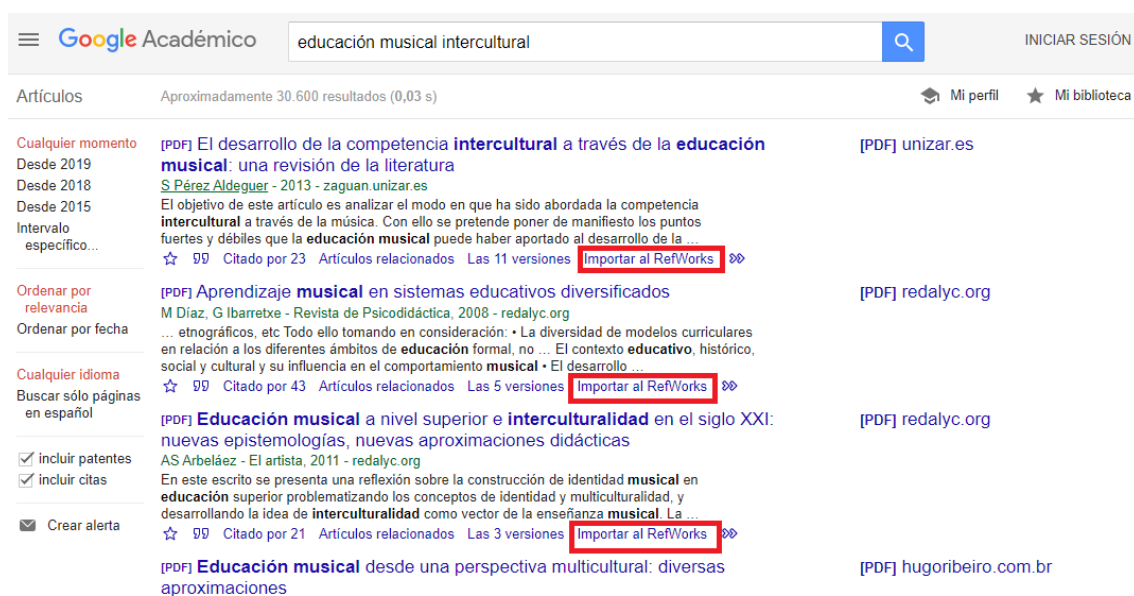 Google Académico
educación musical intercultural
INICIAR SESIÓN
Artículos
Aproximadamente 30.600 resultados (0,03 s)
Mi perfil
Mi biblioteca
Cualquier momento
Desde 2019
Desde 2018
Desde 2015
Intervalo
específico...
Ordenar por
relevancia
Ordenar por fecha
Cualquier idioma
Buscar sólo páginas
en español
incluir patentes
incluir citas
Crear alerta
[PDF] El desarrollo de la competencia intercultural a través de la educación
musical: una revisión de la literatura
S Pérez Aldeguer - 2013 - zaguan.unizar.es
El objetivo de este artículo es analizar el modo en que ha sido abordada la competencia
intercultural a través de la música. Con ello se pretende poner de manifiesto los puntos
fuertes y débiles que la educación musical puede haber aportado al desarrollo de la ...
Citado por 23 Artículos relacionados Las 11 versiones Importar al RefWorks
[PDF] unizar.es
[PDF] Aprendizaje musical en sistemas educativos diversificados
M Díaz, G Ibarretxe - Revista de Psicodidáctica, 2008 - redalyc.org
... etnográficos, etc Todo ello tomando en consideración: • La diversidad de modelos curriculares
en relación a los diferentes ámbitos de educación formal, no ... El contexto educativo, histórico,
social y cultural y su influencia en el comportamiento musical • El desarrollo ...
Citado por 43 Artículos relacionados Las 5 versiones Importar al RefWorks
[PDF] redalyc.org
[PDF] Educación musical a nivel superior e interculturalidad en el siglo XXI:
nuevas epistemologías, nuevas aproximaciones didácticas
AS Arbeláez - El artista, 2011 - redalyc.org
En este escrito se presenta una reflexión sobre la construcción de identidad musical en
educación superior problematizando los conceptos de identidad y multiculturalidad, y
desarrollando la idea de interculturalidad como vector de la enseñanza musical. La ...
Citado por 21 Artículos relacionados Las 3 versiones Importar al RefWorks
[PDF] redalyc.org
[PDF] Educación musical desde una perspectiva multicultural: diversas
aproximaciones
[PDF] hugoribeiro.com.br